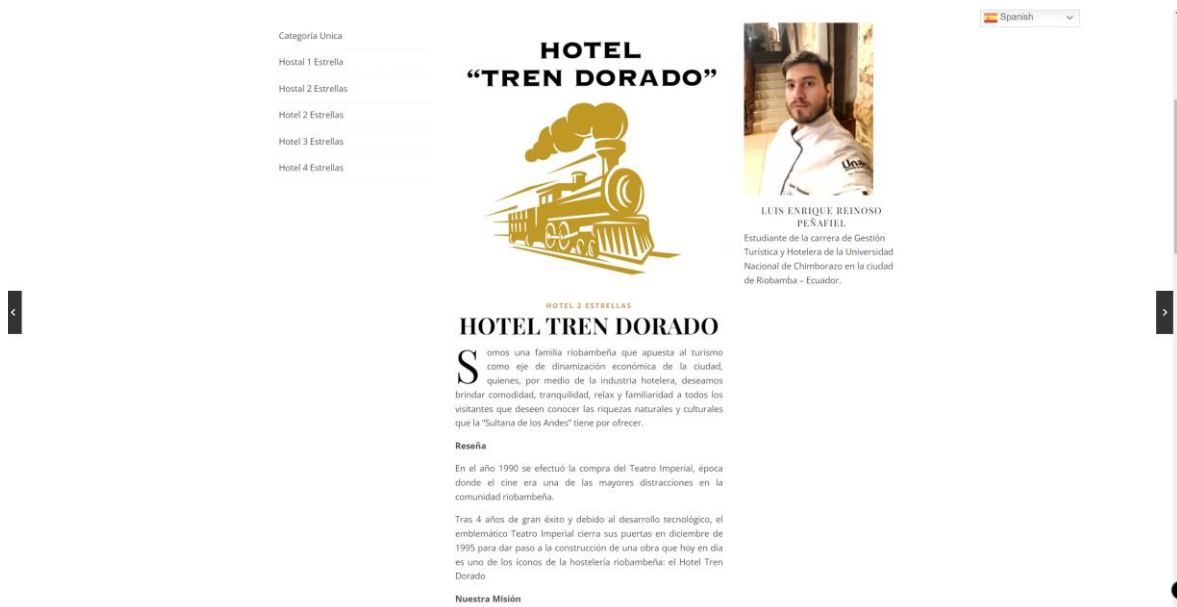 Spanish
Categoría Unica
Hostal 1 Estrella
Hostal 2 Estrellas
Hotel 2 Estrellas
Hotel 3 Estrellas
Hotel 4 Estrellas
HOTEL
“TREN DORADO”
HOTEL 2 ESTRELLAS
HOTEL TREN DORADO
Somos una familia riobambeña que apuesta al turismo
como eje de dinamización económica de la ciudad,
quienes, por medio de la industria hotelera, deseamos
brindar comodidad, tranquilidad, relax y familiaridad a todos los
visitantes que deseen conocer las riquezas naturales y culturales
que la “Sultana de los Andes” tiene por ofrecer.
Reseña
En el año 1990 se efectuó la compra del Teatro Imperial, época
donde el cine era una de las mayores distracciones en la
comunidad riobambeña.
Tras 4 años de gran éxito y debido al desarrollo tecnológico, el
emblemático Teatro Imperial cierra sus puertas en diciembre de
1995 para dar paso a la construcción de una obra que hoy en día
es uno de los íconos de la hostelería riobambeña: el Hotel Tren
Dorado
Nuestra Misión
LUIS ENRIQUE REINOSO
PEÑAFIEL
Estudiante de la carrera de Gestión
Turística y Hotelera de la Universidad
Nacional de Chimborazo en la ciudad
de Riobamba – Ecuador.